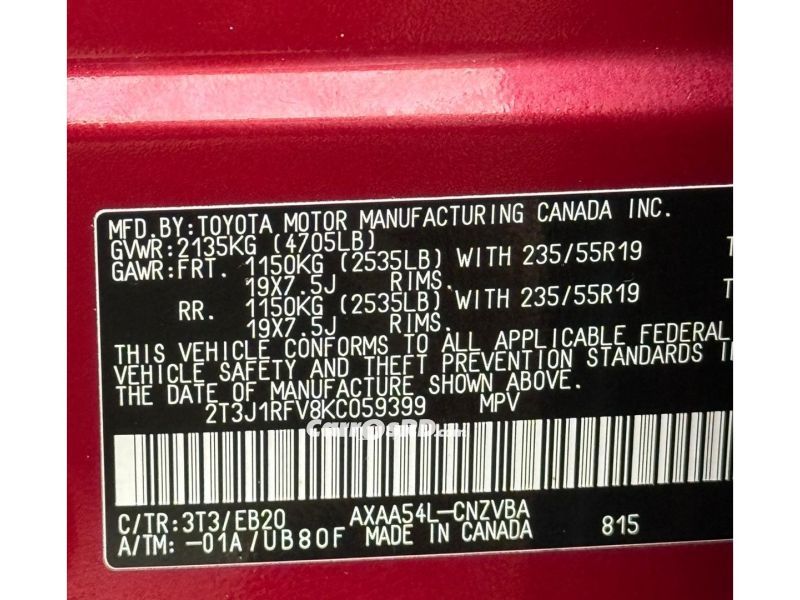 MFD.BY:TOYOTA MOTOR MANUFACTURING CANADA INC.
GVWR:2135KG (4705LB)
GAWR:FRT. 1150KG (2535LB) WITH 235/55R19 T
19X7.5J RIMS.
RR. 1150KG (2535LB) WITH 235/55R19 T
19X7.5J RIMS.
THIS VEHICLE CONFORMS TO ALL APPLICABLE FEDERAL
VEHICLE SAFETY AND THEFT PREVENTION STANDARDS I
THE DATE OF MANUFACTURE SHOWN ABOVE.
2T3J1RFV8KC059399 MPV
CarrosRD.com
C/TR:3T3/EB20 AXAA54L-CNZVBA
A/TM:-01A/UB80F MADE IN CANADA 815